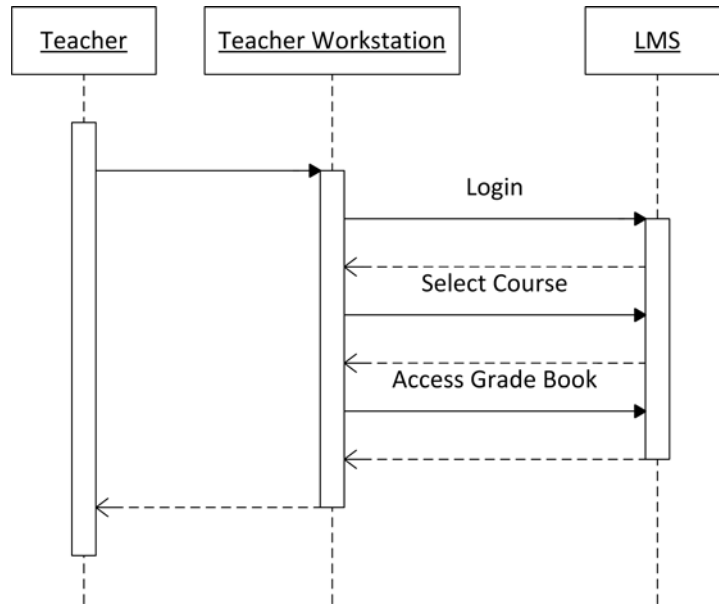 Teacher
Teacher Workstation
LMS
Login
Select Course
Access Grade Book